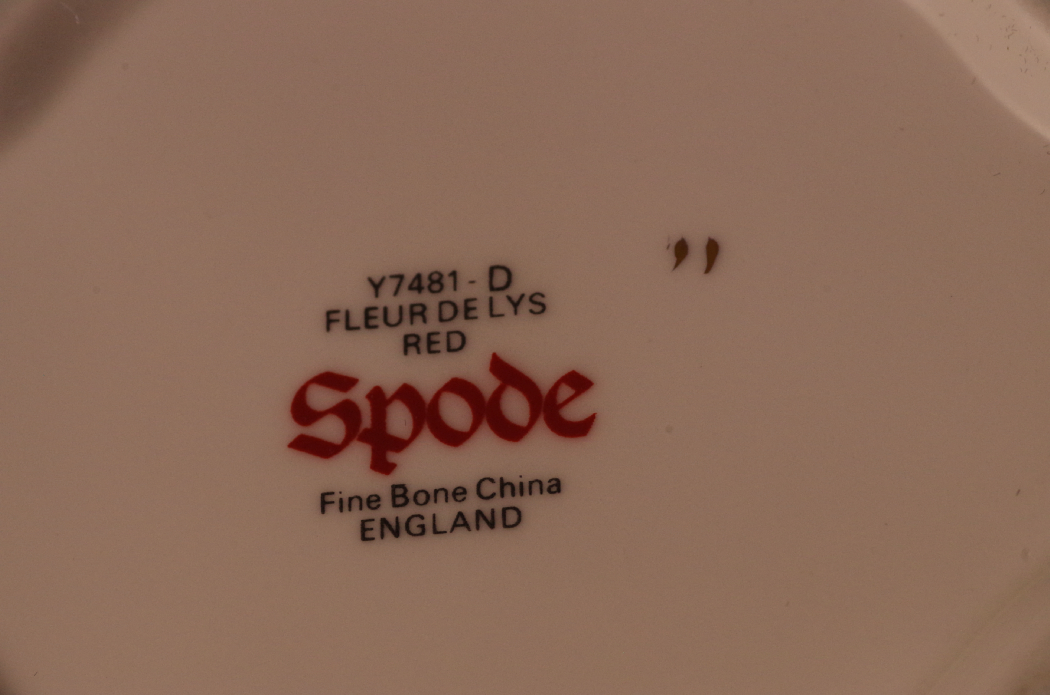 Y7481 - D
FLEUR DE LYS
RED
Spode
Fine Bone China
ENGLAND